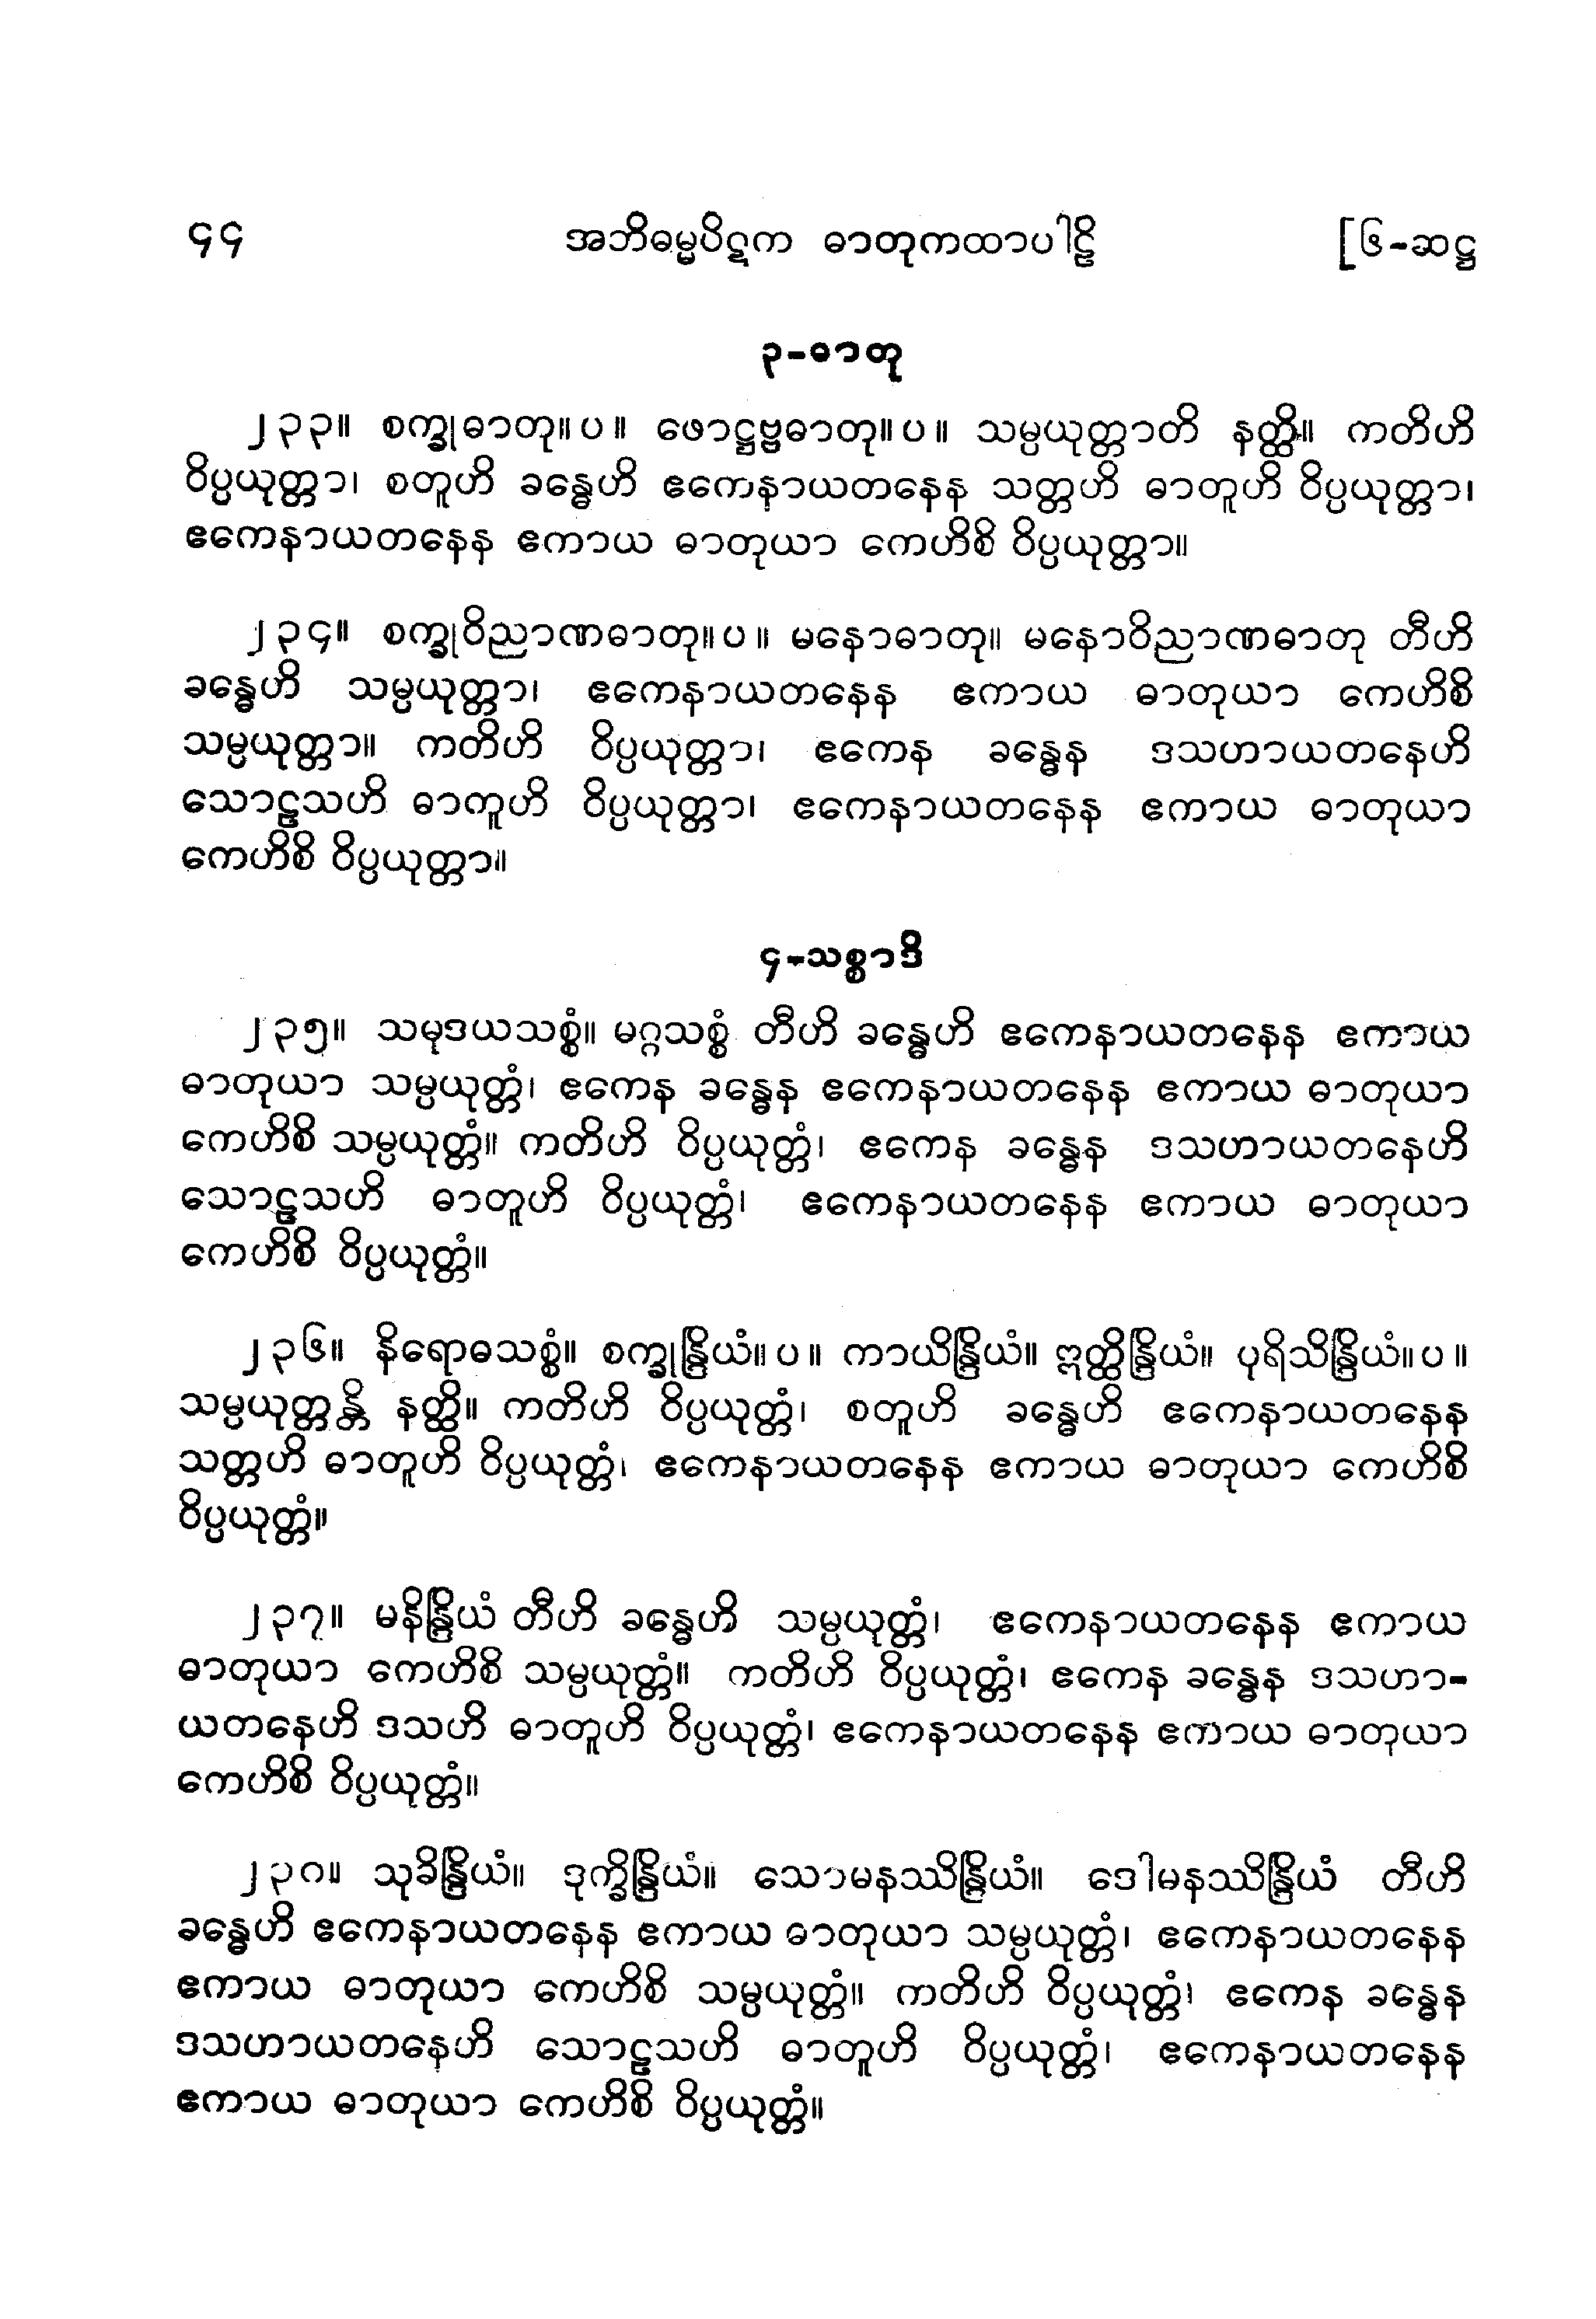 ၄၄ အဘိဓမ္မပိဋက ဓာတုကထာပါဠိ [၆-ဆဋ္ဌ
၃-ဓာတု
၂၃၃။ စက္ခုဓာတု။ပ။ ဖောဋ္ဌဗ္ဗဓာတု။ပ။ သမ္ပယုတ္တာတိ နတ္ထိ။ ကတိဟိ
ဝိပ္ပယုတ္တာ၊ စတူဟိ ခန္ဓေဟိ ဧကေနာယတနေန သတ္တဟိ ဓာတူဟိ ဝိပ္ပယုတ္တာ၊
ဧကေနာယတနေန ဧကာယ ဓာတုယာ ကေဟိစိ ဝိပ္ပယုတ္တာ။
၂၃၄။ စက္ခုဝိညာဏဓာတု။ပ။ မနောဓာတု။ မနောဝိညာဏဓာတု တီဟိ
ခန္ဓေဟိ သမ္ပယုတ္တာ၊ ဧကေနာယတနေန ဧကာယ ဓာတုယာ ကေဟိစိ
သမ္ပယုတ္တာ။ ကတိဟိ ဝိပ္ပယုတ္တာ၊ ဧကေန ခန္ဓေန ဒသဟာယတနေဟိ
သောဠသဟိ ဓာတူဟိ ဝိပ္ပယုတ္တာ၊ ဧကေနာယတနေန ဧကာယ ဓာတုယာ
ကေဟိစိ ဝိပ္ပယုတ္တာ။
၄-သစ္စာဒိ
၂၃၅။ သမုဒယသစ္စံ။ မဂ္ဂသစ္စံ တီဟိ ခန္ဓေဟိ ဧကေနာယတနေန ဧကာယ
ဓာတုယာ သမ္ပယုတ္တံ၊ ဧကေန ခန္ဓေန ဧကေနာယတနေန ဧကာယ ဓာတုယာ
ကေဟိစိ သမ္ပယုတ္တံ။ ကတိဟိ ဝိပ္ပယုတ္တံ၊ ဧကေန ခန္ဓေန ဒသဟာယတနေဟိ
သောဠသဟိ ဓာတူဟိ ဝိပ္ပယုတ္တံ၊ ဧကေနာယတနေန ဧကာယ ဓာတုယာ
ကေဟိစိ ဝိပ္ပယုတ္တံ။
၂၃၆။ နိရောဓသစ္စံ။ စက္ခုန္ဒြိယံ။ပ။ ကာယိန္ဒြိယံ။ ဣတ္ထိန္ဒြိယံ။ ပုရိသိန္ဒြိယံ။ပ။
သမ္ပယုတ္တန္တိ နတ္ထိ။ ကတိဟိ ဝိပ္ပယုတ္တံ၊ စတူဟိ ခန္ဓေဟိ ဧကေနာယတနေန
သတ္တဟိ ဓာတူဟိ ဝိပ္ပယုတ္တံ၊ ဧကေနာယတနေန ဧကာယ ဓာတုယာ ကေဟိစိ
ဝိပ္ပယုတ္တံ။
၂၃၇။ မနိန္ဒြိယံ တီဟိ ခန္ဓေဟိ သမ္ပယုတ္တံ၊ ဧကေနာယတနေန ဧကာယ
ဓာတုယာ ကေဟိစိ သမ္ပယုတ္တံ။ ကတိဟိ ဝိပ္ပယုတ္တံ၊ ဧကေန ခန္ဓေန ဒသဟာ-
ယတနေဟိ ဒသဟိ ဓာတူဟိ ဝိပ္ပယုတ္တံ၊ ဧကေနာယတနေန ဧကာယ ဓာတုယာ
ကေဟိစိ ဝိပ္ပယုတ္တံ။
၂၃၈။ သုခိန္ဒြိယံ။ ဒုက္ခိန္ဒြိယံ။ သောမနဿိန္ဒြိယံ။ ဒေါမနဿိန္ဒြိယံ တီဟိ
ခန္ဓေဟိ ဧကေနာယတနေန ဧကာယ ဓာတုယာ သမ္ပယုတ္တံ၊ ဧကေနာယတနေန
ဧကာယ ဓာတုယာ ကေဟိစိ သမ္ပယုတ္တံ။ ကတိဟိ ဝိပ္ပယုတ္တံ၊ ဧကေန ခန္ဓေန
ဒသဟာယတနေဟိ သောဠသဟိ ဓာတူဟိ ဝိပ္ပယုတ္တံ၊ ဧကေနာယတနေန
ဧကာယ ဓာတုယာ ကေဟိစိ ဝိပ္ပယုတ္တံ။